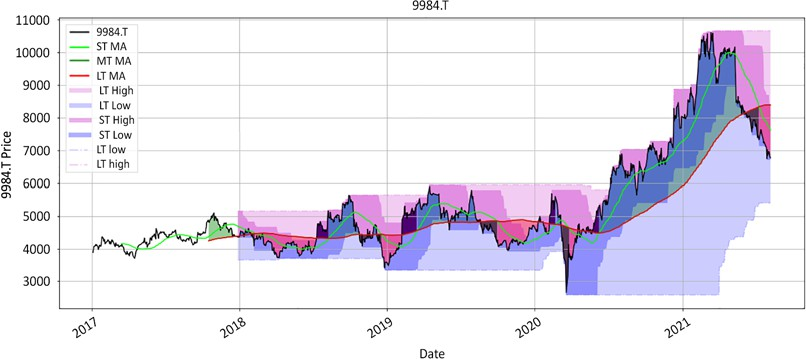 9984.T
11000
10000
9000
8000
7000
6000
5000
4000
3000
9984.T Price
9984.T
ST MA
MT MA
LT MA
LT High
LT Low
ST High
ST Low
LT low
LT high
2017
2018
2019
2020
2021
Date